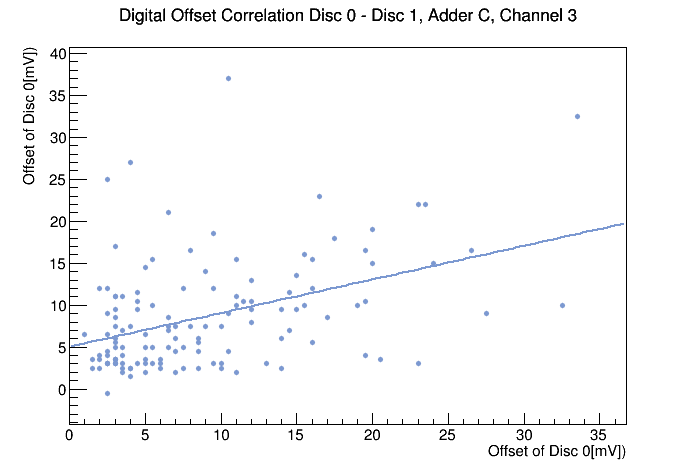 Digital Offset Correlation Disc 0 - Disc 1, Adder C, Channel 3
Offset of Disc 0[mV])
40
35
30
25
20
15
10
5
0
0 5 10 15 20 25 30 35
Offset of Disc 0[mV])